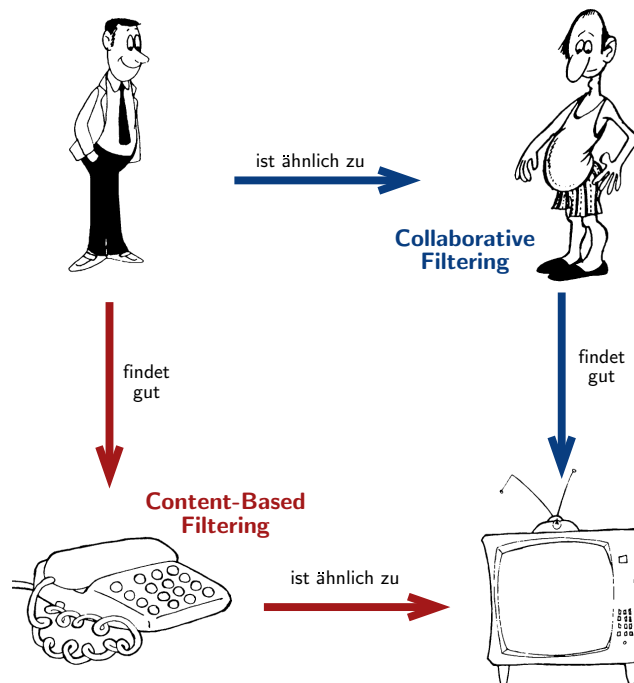 ist ähnlich zu
Collaborative
Filtering
findet
gut
findet
gut
Content-Based
Filtering
ist ähnlich zu